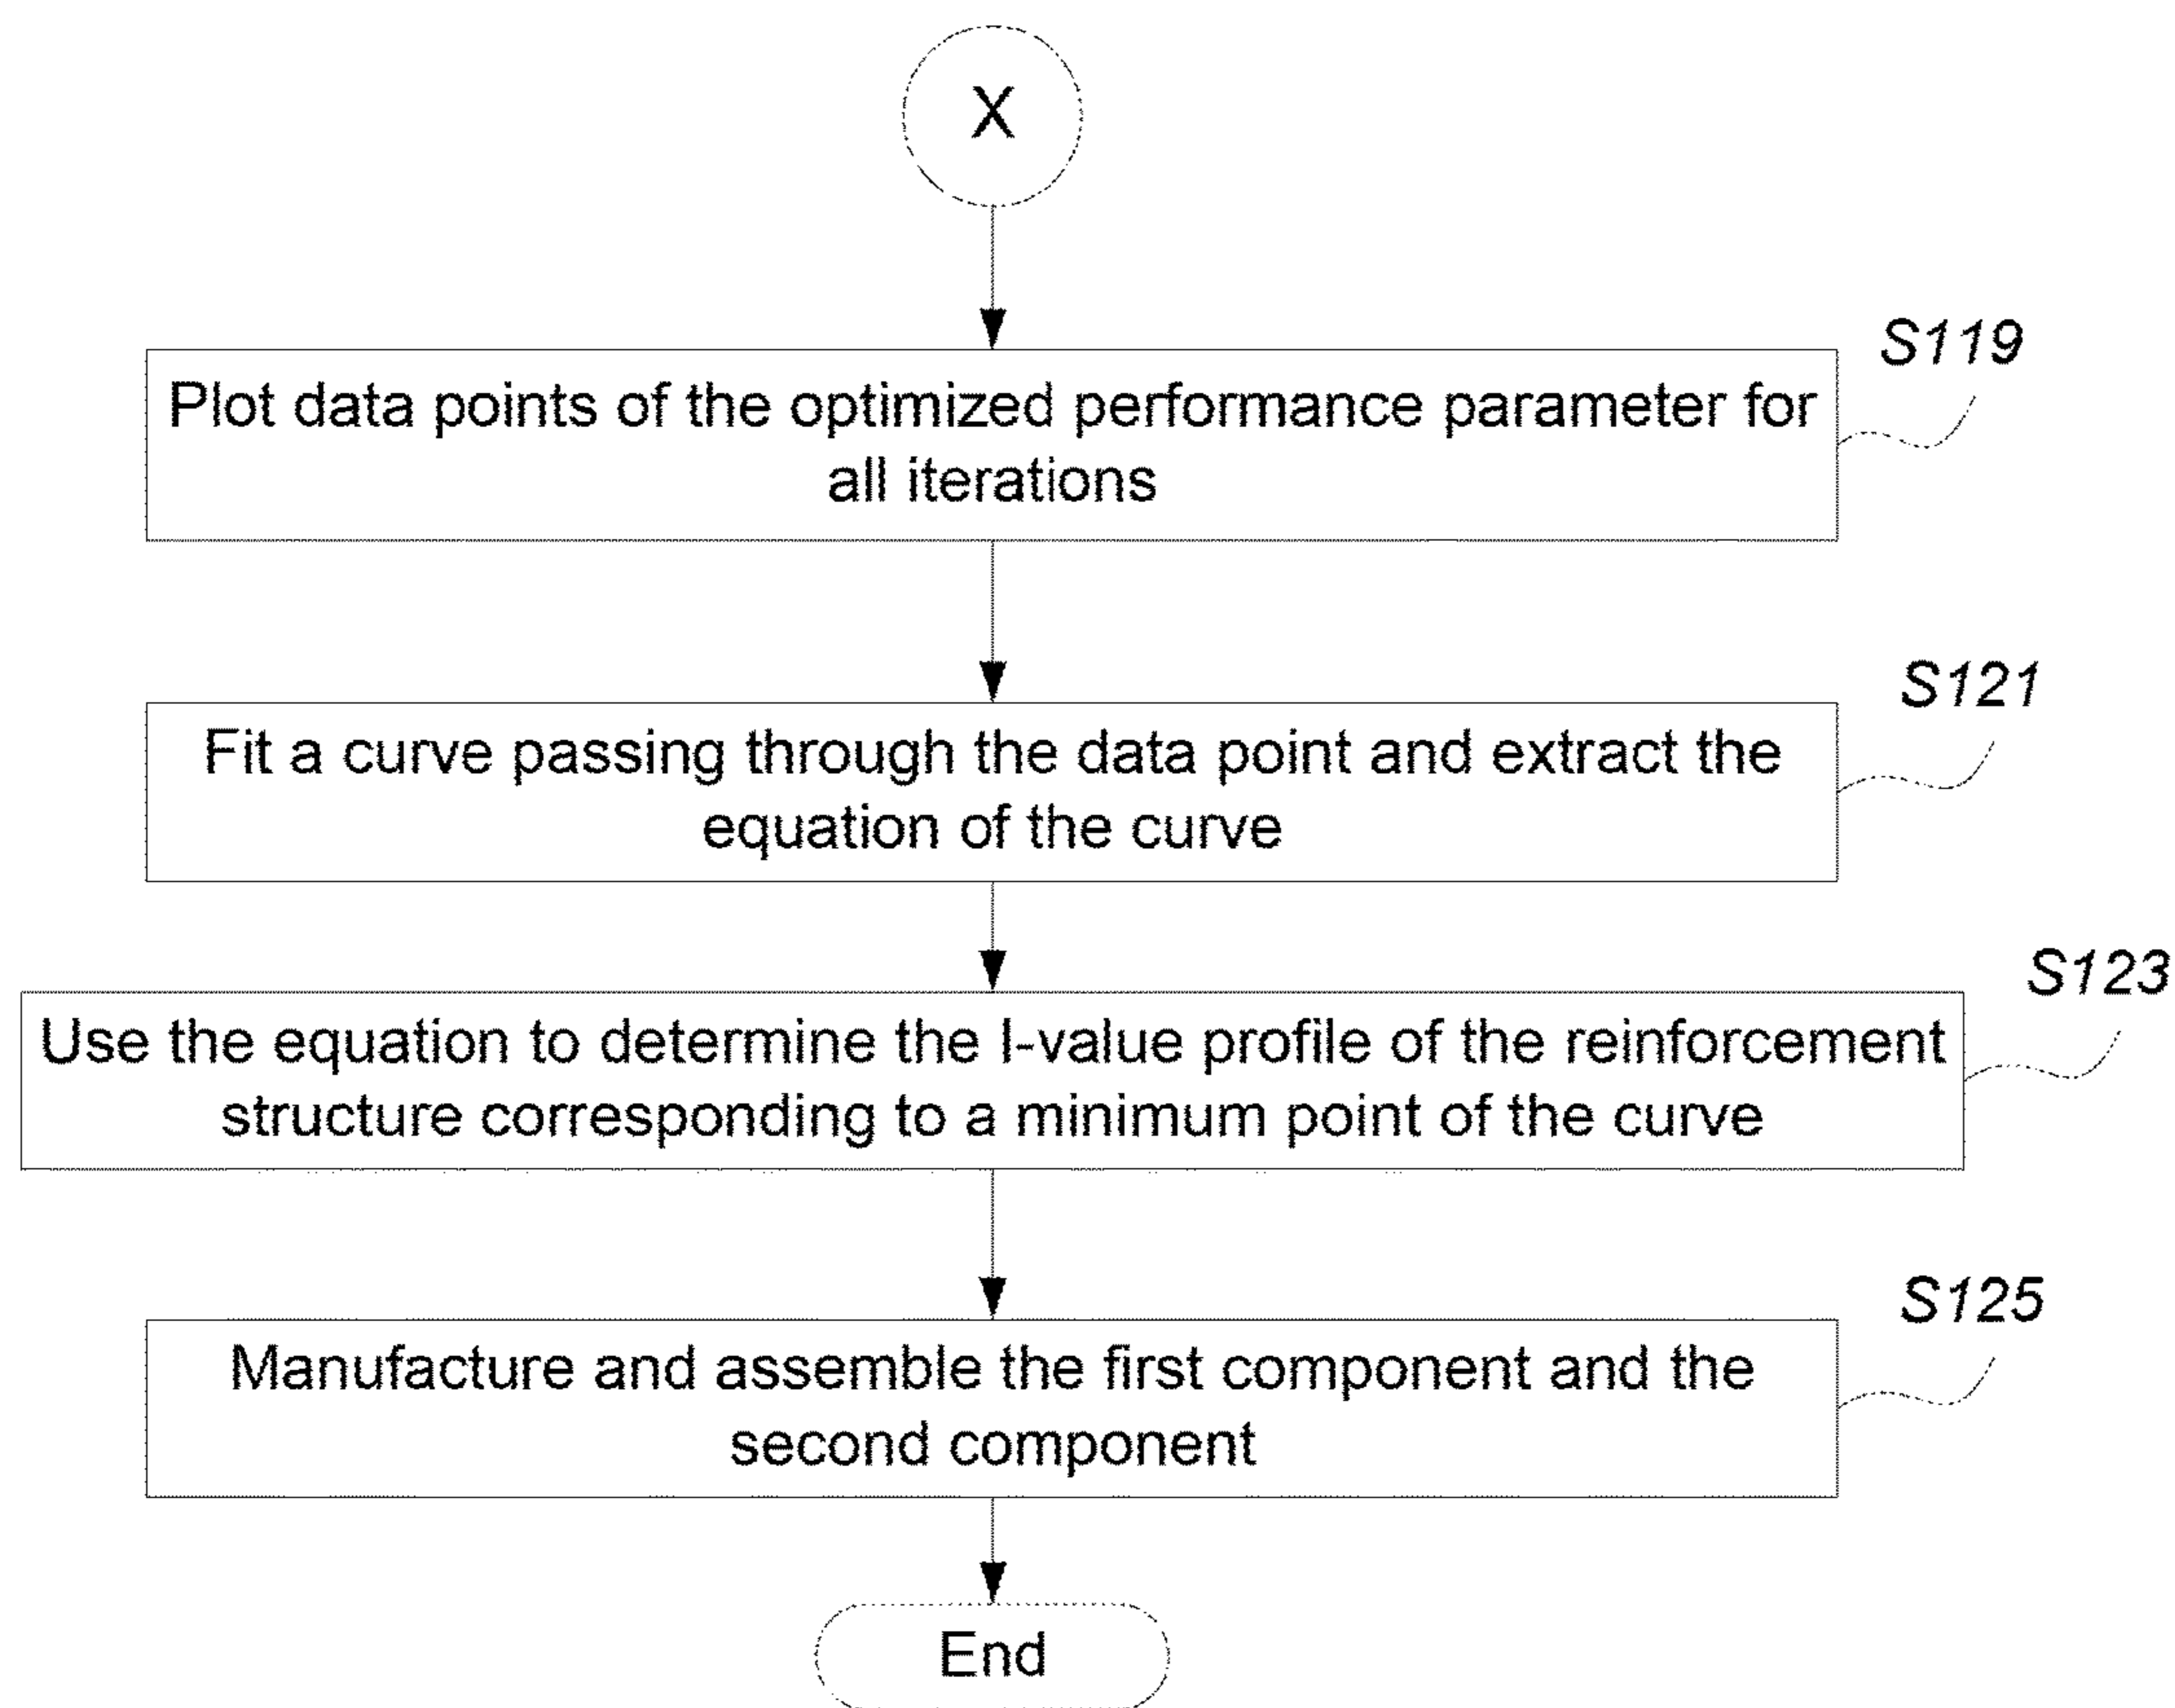 X
S119
Plot data points of the optimized performance parameter for
all iterations
S121
Fit a curve passing through the data point and extract the
equation of the curve
S123
Use the equation to determine the I-value profile of the reinforcement
structure corresponding to a minimum point of the curve
S125
Manufacture and assemble the first component and the
second component
End